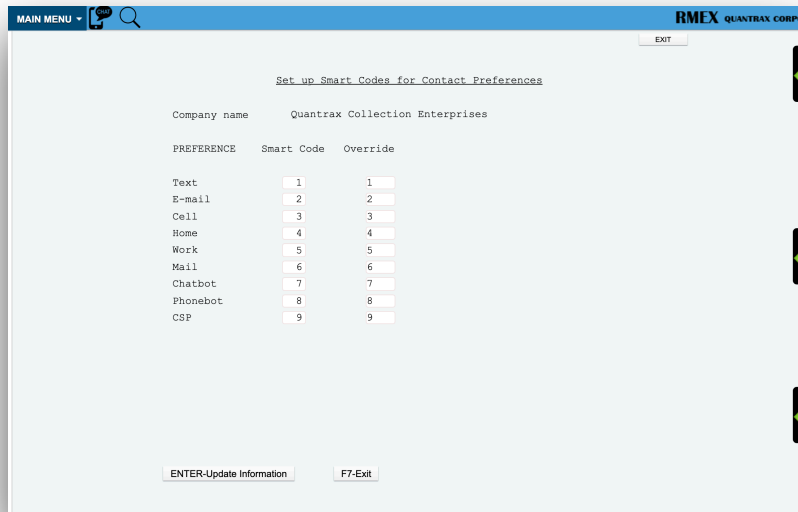 MAIN MENU CHAT RMEX QUANTRAX CORP
EXIT
Set up Smart Codes for Contact Preferences
Company name Quantrax Collection Enterprises
PREFERENCE Smart Code Override
Text 1 1
E-mail 2 2
Cell 3 3
Home 4 4
Work 5 5
Mail 6 6
Chatbot 7 7
Phonebot 8 8
CSP 9 9
ENTER-Update Information F7-Exit